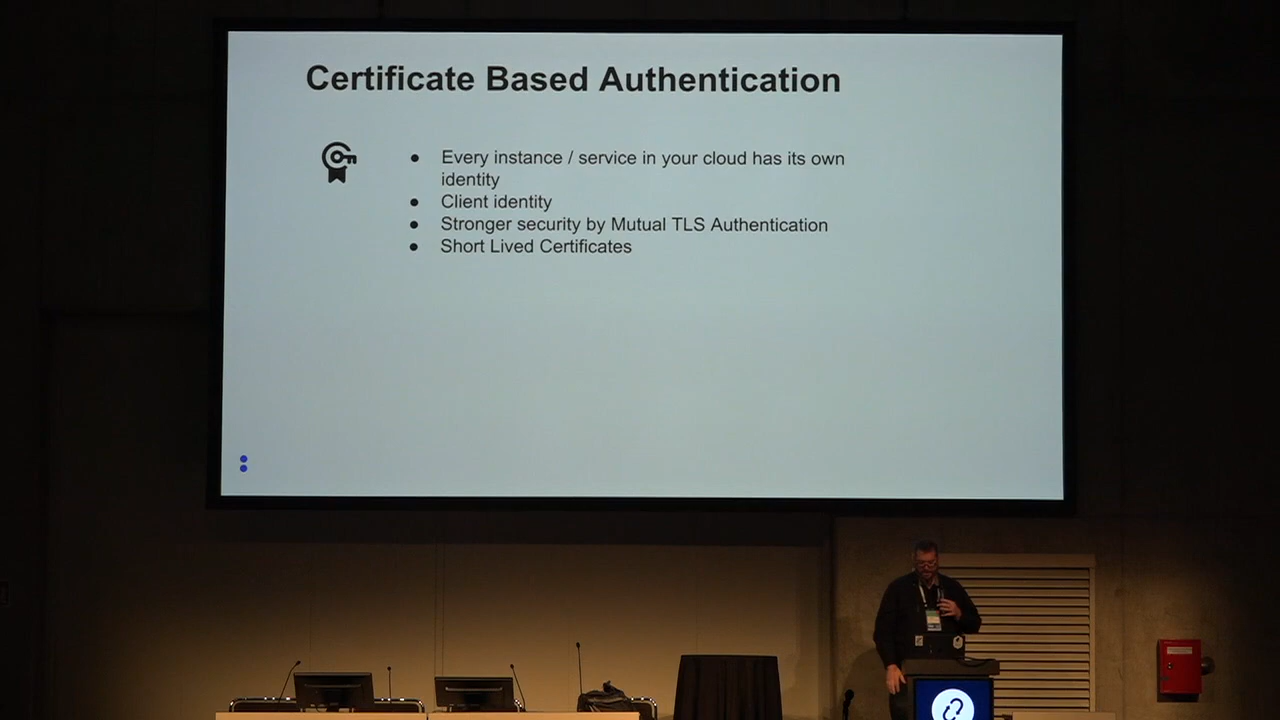 Certificate Based Authentication
● Every instance / service in your cloud has its own
identity
● Client identity
● Stronger security by Mutual TLS Authentication
● Short Lived Certificates